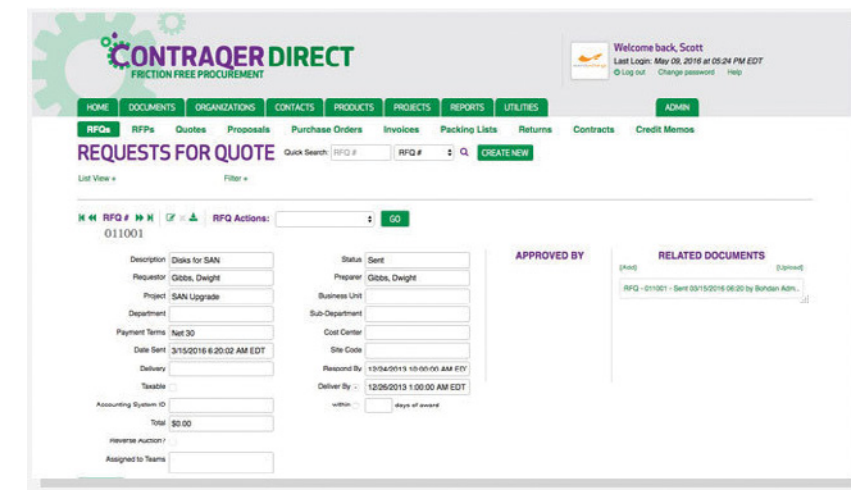 CONTRAQER DIRECT
FRICTION FREE PROCUREMENT
Welcome back, Scott
Last Login: May 09, 2016 at 05:24 PM EDT
Log out Change password Help
HOME DOCUMENTS ORGANIZATIONS CONTACTS PRODUCTS PROJECTS REPORTS UTILITIES ADMIN
RFQs RFPs Quotes Proposals Purchase Orders Invoices Packing Lists Returns Contracts Credit Memos
REQUESTS FOR QUOTE Quick Search: RFQ # RFQ # CREATE NEW
List View + Filter +
RFQ # RFQ Actions: GO
011001
APPROVED BY RELATED DOCUMENTS
[Add] [Upload]
Description Disks for SAN Status Sent
Requestor Gibbs, Dwight Preparer Gibbs, Dwight
RFQ - 011001 - Sent 03/15/2016 06:20 by Bohdan Adm..
Project SAN Upgrade Business Unit
Department Sub-Department
Payment Terms Net 30 Cost Center
Date Sent 3/15/2016 6:20:02 AM EDT Site Code
Delivery Respond By 12/24/2013 10:00:00 AM EDT
Taxable Deliver By 12/26/2013 1:00:00 AM EDT
Accounting System ID within days of award
Total $0.00
Reverse Auction?
Assigned to Teams